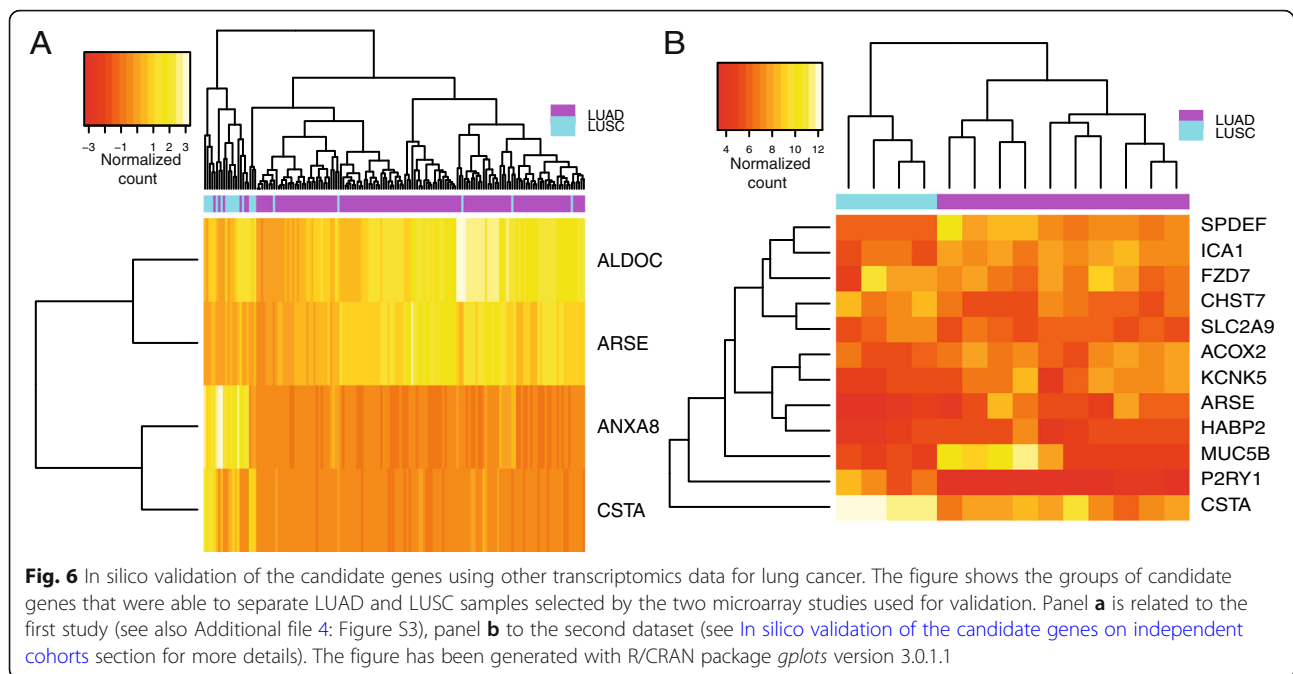 A
-3 -1 1 2 3
Normalized
count
LUAD
LUSC
ALDOC
ARSE
ANXA8
CSTA
B
4 6 8 10 12
Normalized
count
LUAD
LUSC
SPDEF
ICA1
FZD7
CHST7
SLC2A9
ACOX2
KCNK5
ARSE
HABP2
MUC5B
P2RY1
CSTA
Fig. 6 In silico validation of the candidate genes using other transcriptomics data for lung cancer. The figure shows the groups of candidate
genes that were able to separate LUAD and LUSC samples selected by the two microarray studies used for validation. Panel a is related to the
first study (see also Additional file 4: Figure S3), panel b to the second dataset (see In silico validation of the candidate genes on independent
cohorts section for more details). The figure has been generated with R/CRAN package gplots version 3.0.1.1